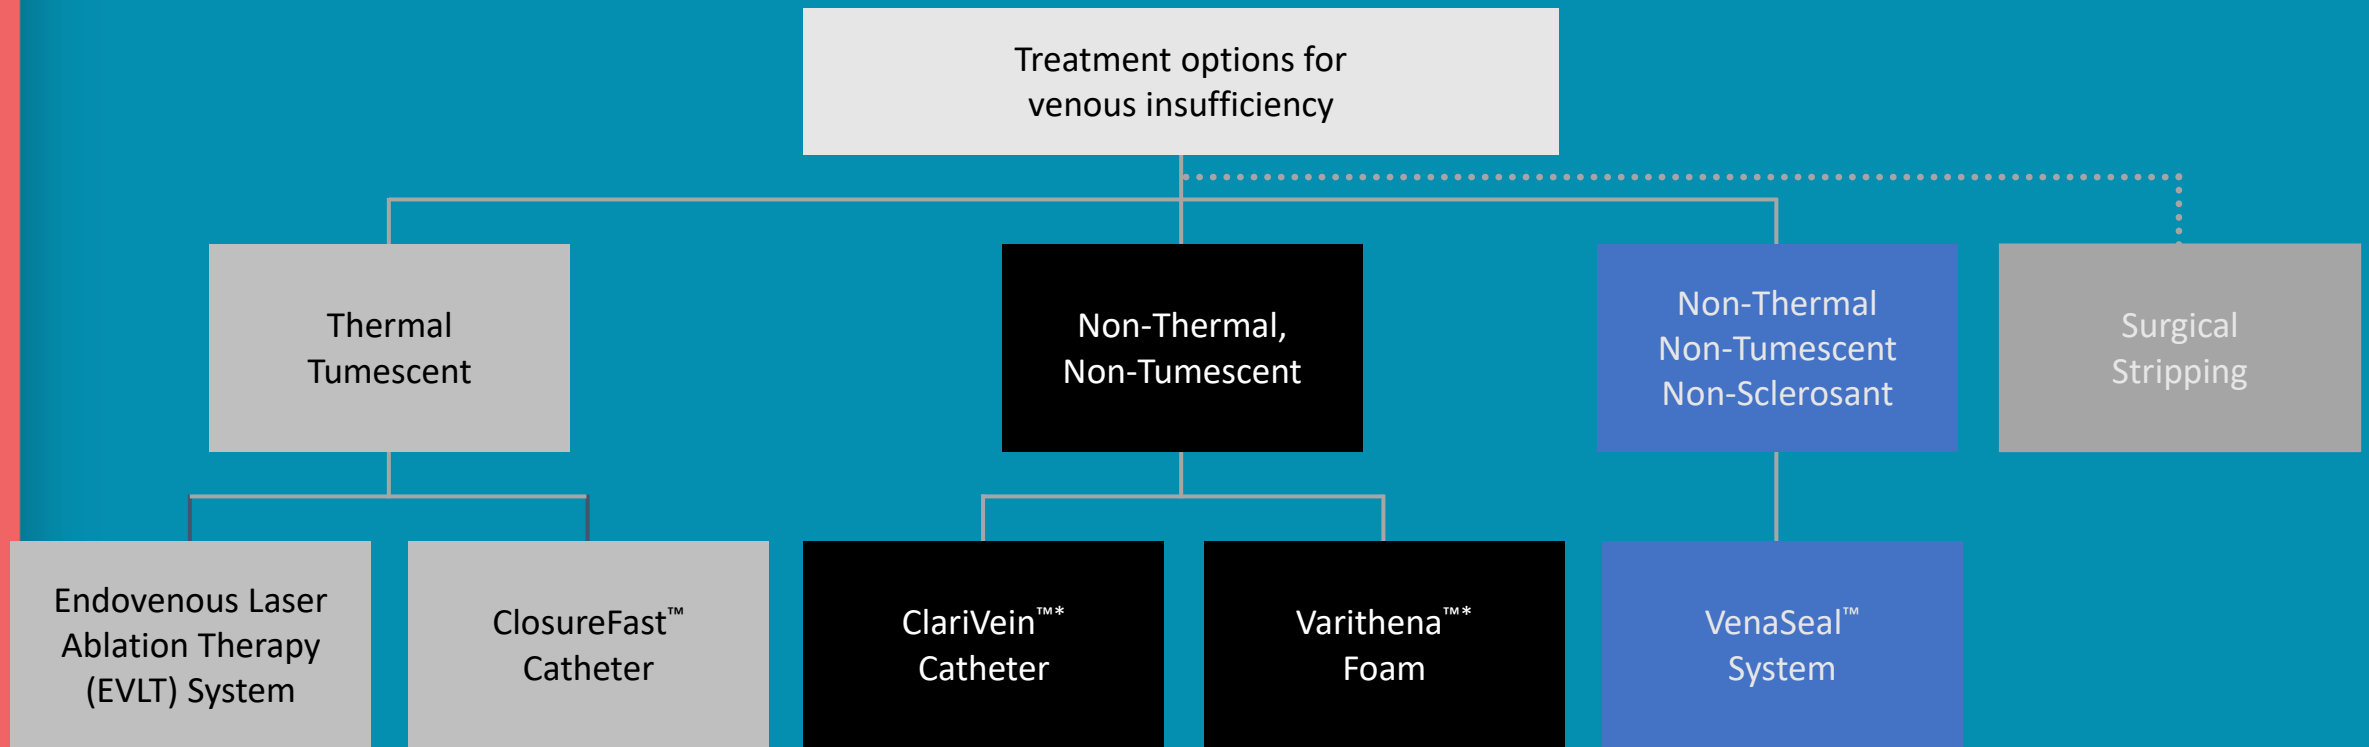 Treatment options for
venous insufficiency
Thermal
Tumescent
Non-Thermal,
Non-Tumescent
Non-Thermal
Non-Tumescent
Non-Sclerosant
Surgical
Stripping
Endovenous Laser
Ablation Therapy
(EVLT) System
ClosureFast™
Catheter
ClariVein™*
Catheter
Varithena™*
Foam
VenaSeal™
System